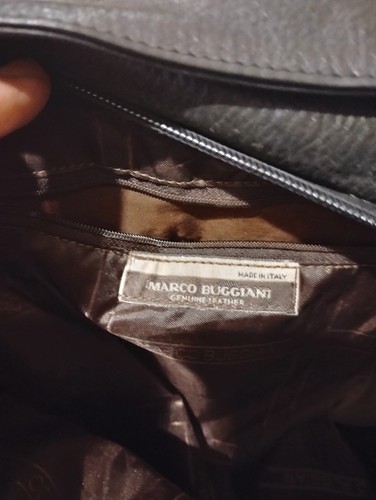 MADE IN ITALY
MARCO BUGGIANI
GENUINE LEATHER